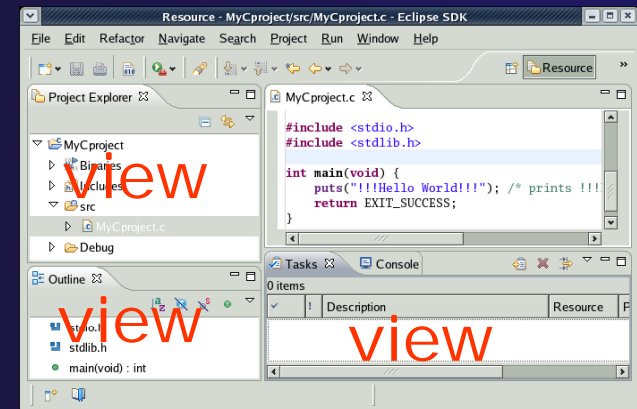 Resource - MyCproject/src/MyCproject.c - Eclipse SDK
File Edit Refactor Navigate Search Project Run Window Help
Resource »
Project Explorer
MyCproject
Binaries
Includes
src
MyCproject.c
Debug
view
MyCproject.c
#include <stdio.h>
#include <stdlib.h>
int main(void) {
puts("!!!Hello World!!!"); /* prints !!!
return EXIT_SUCCESS;
}
Outline
stdio.h
stdlib.h
main(void) : int
view
Tasks Console
0 items
! Description Resource P
view